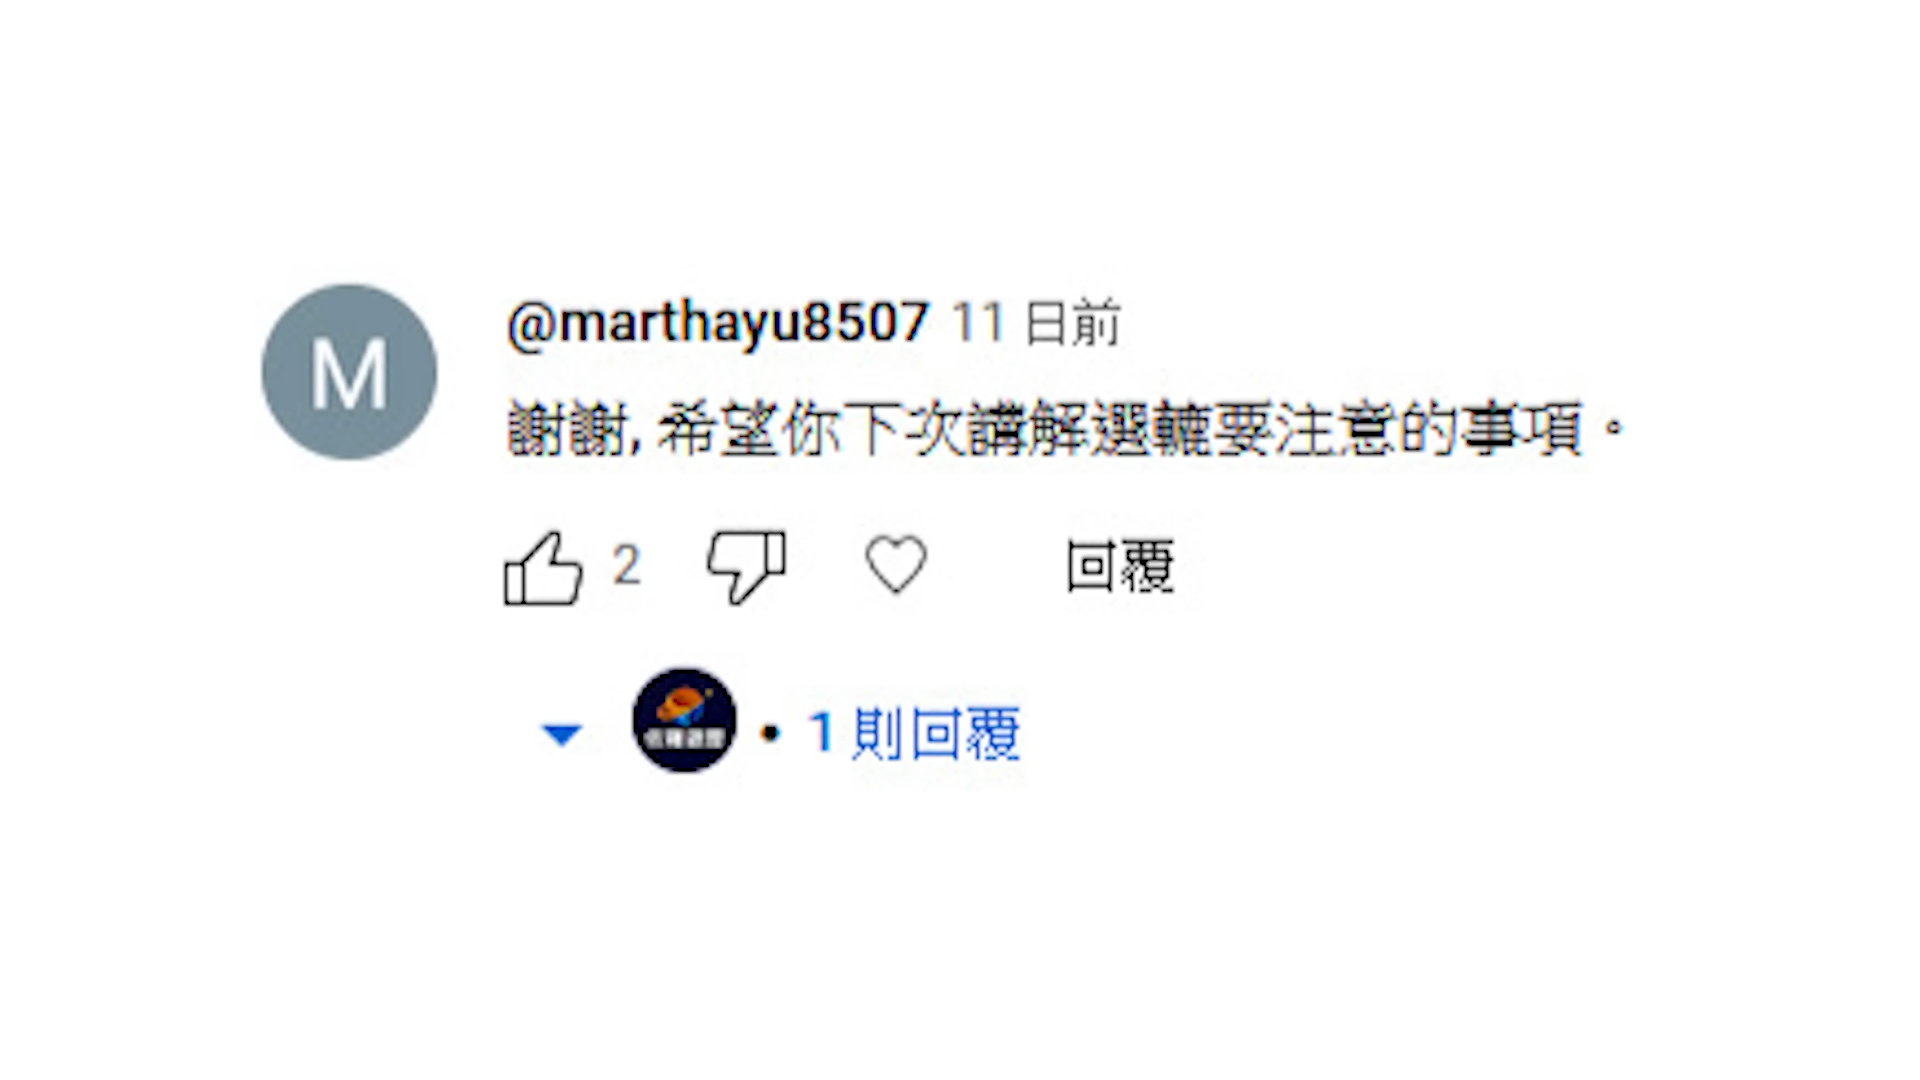 M
@marthayu8507 11 日前
謝謝, 希望你下次講解選轆要注意的事項。
2
回覆
• 1 則回覆